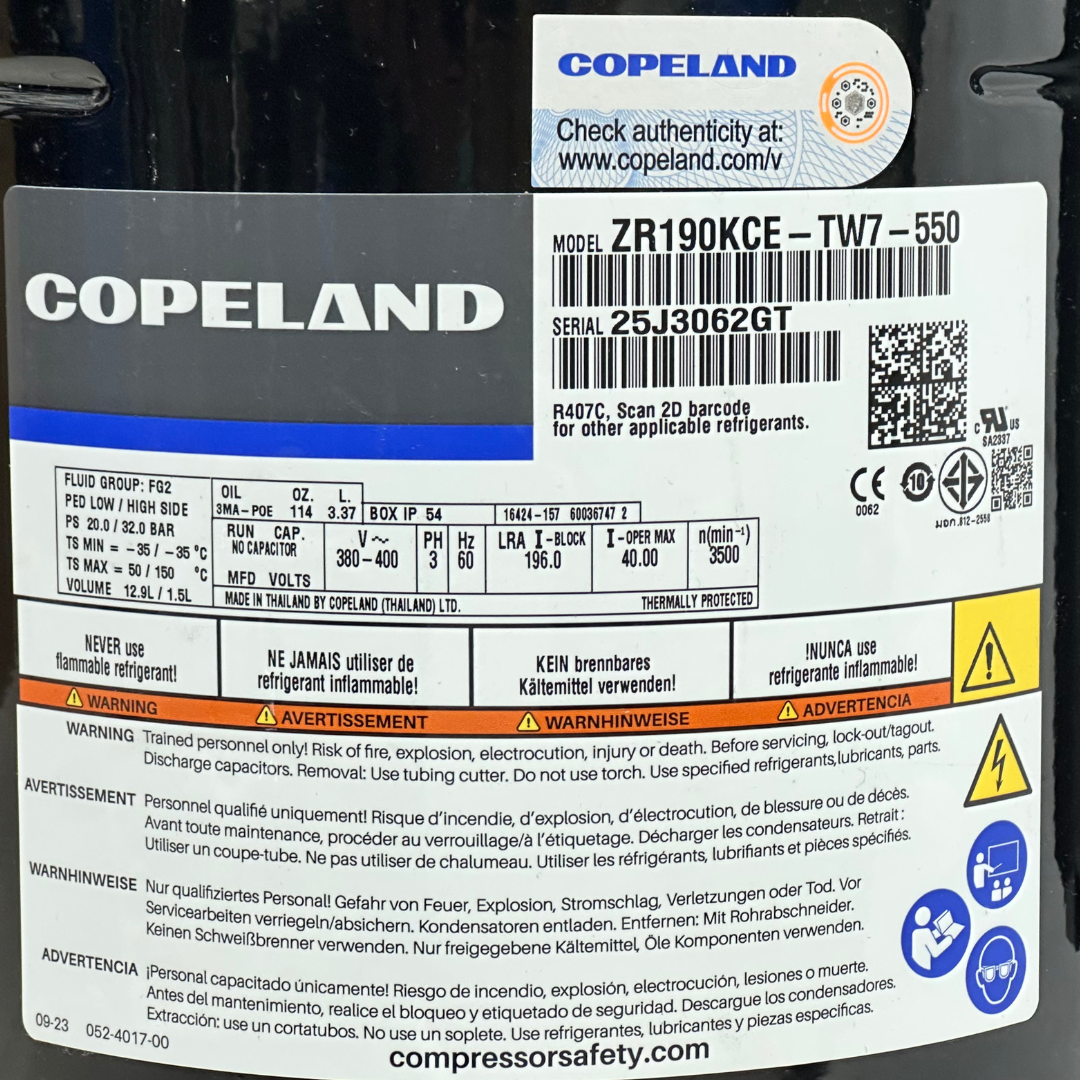 COPELAND
Check authenticity at:
www.copeland.com/v
COPELAND
MODEL ZR190KCE-TW7-550
SERIAL 25J3062GT
R407C, Scan 2D barcode
for other applicable refrigerants.
c RU US
SA2337
CE
0062
10
มอก.812-2558
FLUID GROUP: FG2
PED LOW / HIGH SIDE
PS 20.0 / 32.0 BAR
TS MIN = -35 / -35 °C
TS MAX = 50 / 150 °C
VOLUME 12.9L / 1.5L
OIL OZ. L.
3MA-POE 114 3.37
BOX IP 54
16424-157 60036747 2
RUN CAP.
NO CAPACITOR
MFD VOLTS
V~
380-400
PH
3
Hz
60
LRA I-BLOCK
196.0
I-OPER MAX
40.00
n(min⁻¹)
3500
MADE IN THAILAND BY COPELAND (THAILAND) LTD. THERMALLY PROTECTED
NEVER use
flammable refrigerant!
NE JAMAIS utiliser de
refrigerant inflammable!
KEIN brennbares
Kältemittel verwenden!
!NUNCA use
refrigerante inflammable!
WARNING
AVERTISSEMENT
WARNHINWEISE
ADVERTENCIA
WARNING Trained personnel only! Risk of fire, explosion, electrocution, injury or death. Before servicing, lock-out/tagout.
Discharge capacitors. Removal: Use tubing cutter. Do not use torch. Use specified refrigerants,lubricants, parts.
AVERTISSEMENT Personnel qualifié uniquement! Risque d'incendie, d'explosion, d'électrocution, de blessure ou de décès.
Avant toute maintenance, procéder au verrouillage/à l'étiquetage. Décharger les condensateurs. Retrait :
Utiliser un coupe-tube. Ne pas utiliser de chalumeau. Utiliser les réfrigérants, lubrifiants et pièces spécifiés.
WARNHINWEISE Nur qualifiziertes Personal! Gefahr von Feuer, Explosion, Stromschlag, Verletzungen oder Tod. Vor
Servicearbeiten verriegeln/absichern. Kondensatoren entladen. Entfernen: Mit Rohrabschneider.
Keinen Schweißbrenner verwenden. Nur freigegebene Kältemittel, Öle Komponenten verwenden.
ADVERTENCIA ¡Personal capacitado únicamente! Riesgo de incendio, explosión, electrocución, lesiones o muerte.
Antes del mantenimiento, realice el bloqueo y etiquetado de seguridad. Descargue los condensadores.
Extracción: use un cortatubos. No use un soplete. Use refrigerantes, lubricantes y piezas específicas.
09-23 052-4017-00
compressorsafety.com